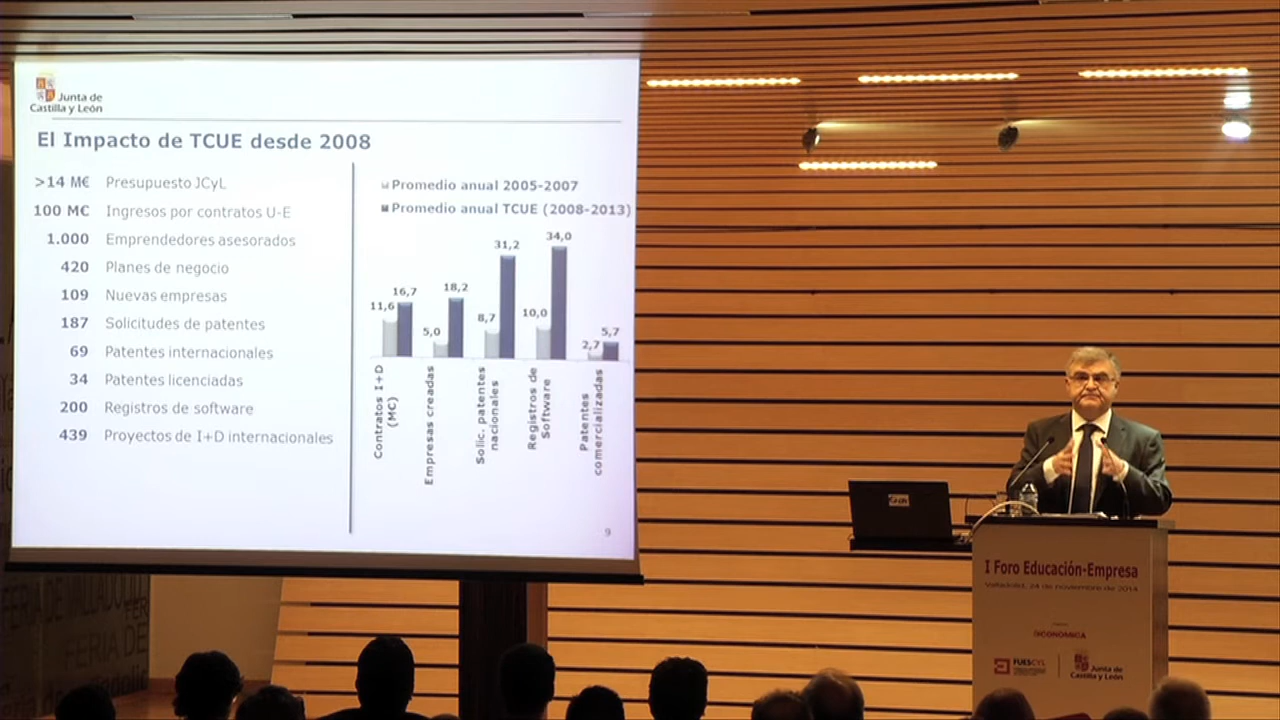 Junta de
Castilla y León
El Impacto de TCUE desde 2008
>14 M€ Presupuesto JCyL
100 M€ Ingresos por contratos U-E
1.000 Emprendedores asesorados
420 Planes de negocio
109 Nuevas empresas
187 Solicitudes de patentes
69 Patentes internacionales
34 Patentes licenciadas
200 Registros de software
439 Proyectos de I+D internacionales
Promedio anual 2005-2007
Promedio anual TCUE (2008-2013)
11,6 16,7
5,0 18,2
8,7 31,2
10,0 34,0
2,7 5,7
Contratos I+D
(M€)
Empresas creadas
Solic. patentes
nacionales
Registros de
Software
Patentes
comercializadas
9
I Foro Educación-Empresa
Valladolid, 24 de noviembre de 2014
FUESCYL
Junta de
Castilla y León
FERIA DE VALLADOLID
FERIA DE